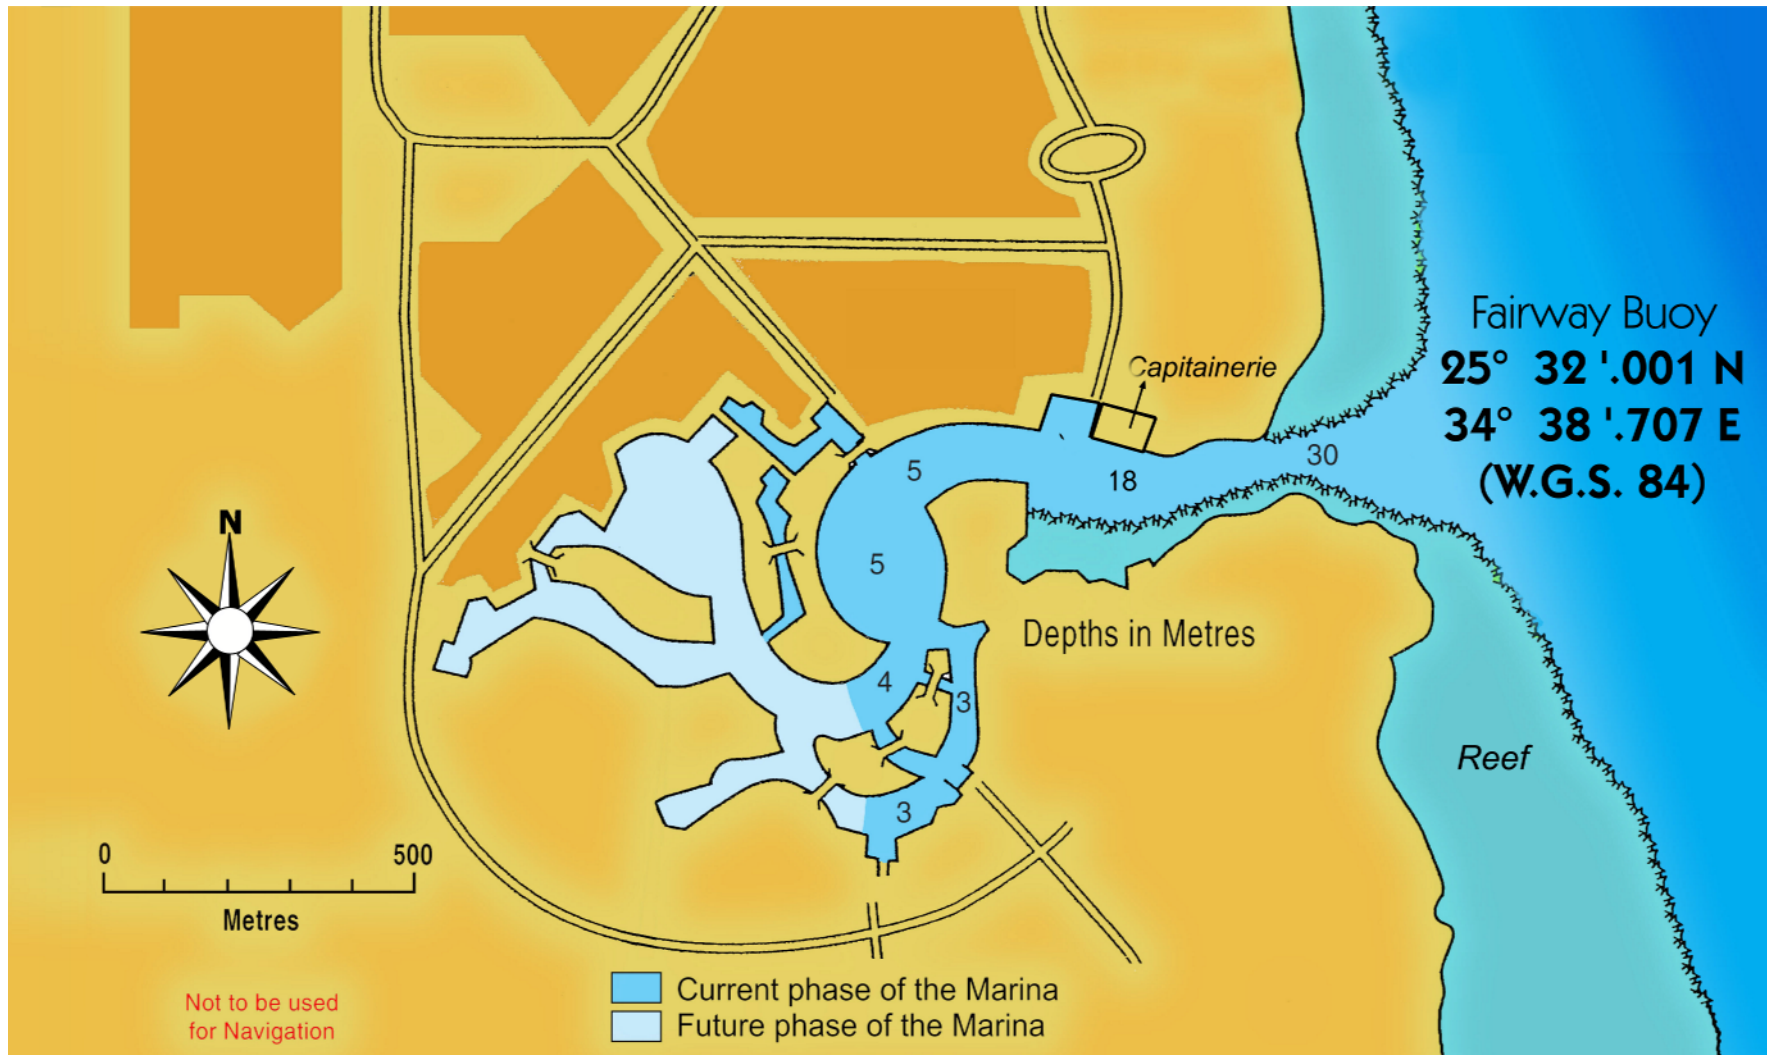 Fairway Buoy
25° 32 '.001 N
34° 38 '.707 E
(W.G.S. 84)
Capitainerie
30
18
5
5
N
Depths in Metres
4
3
Reef
3
0 500
Metres
Current phase of the Marina
Future phase of the Marina
Not to be used
for Navigation